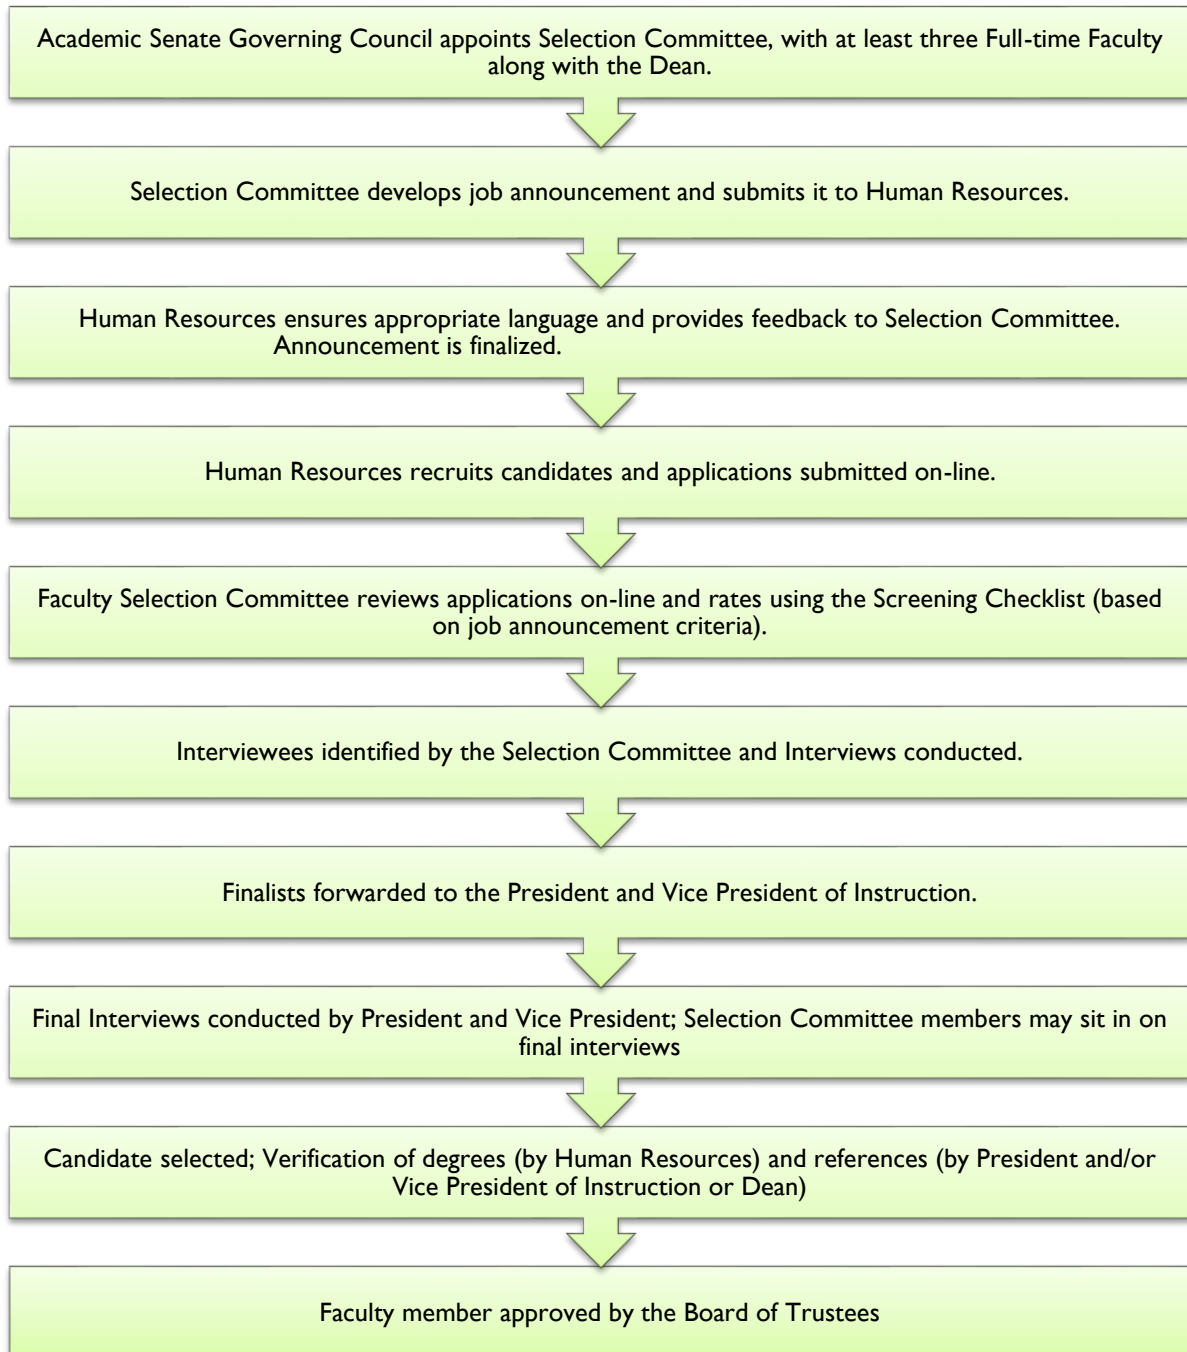 Academic Senate Governing Council appoints Selection Committee, with at least three Full-time Faculty
along with the Dean.
Selection Committee develops job announcement and submits it to Human Resources.
Human Resources ensures appropriate language and provides feedback to Selection Committee.
Announcement is finalized.
Human Resources recruits candidates and applications submitted on-line.
Faculty Selection Committee reviews applications on-line and rates using the Screening Checklist (based
on job announcement criteria).
Interviewees identified by the Selection Committee and Interviews conducted.
Finalists forwarded to the President and Vice President of Instruction.
Final Interviews conducted by President and Vice President; Selection Committee members may sit in on
final interviews
Candidate selected; Verification of degrees (by Human Resources) and references (by President and/or
Vice President of Instruction or Dean)
Faculty member approved by the Board of Trustees